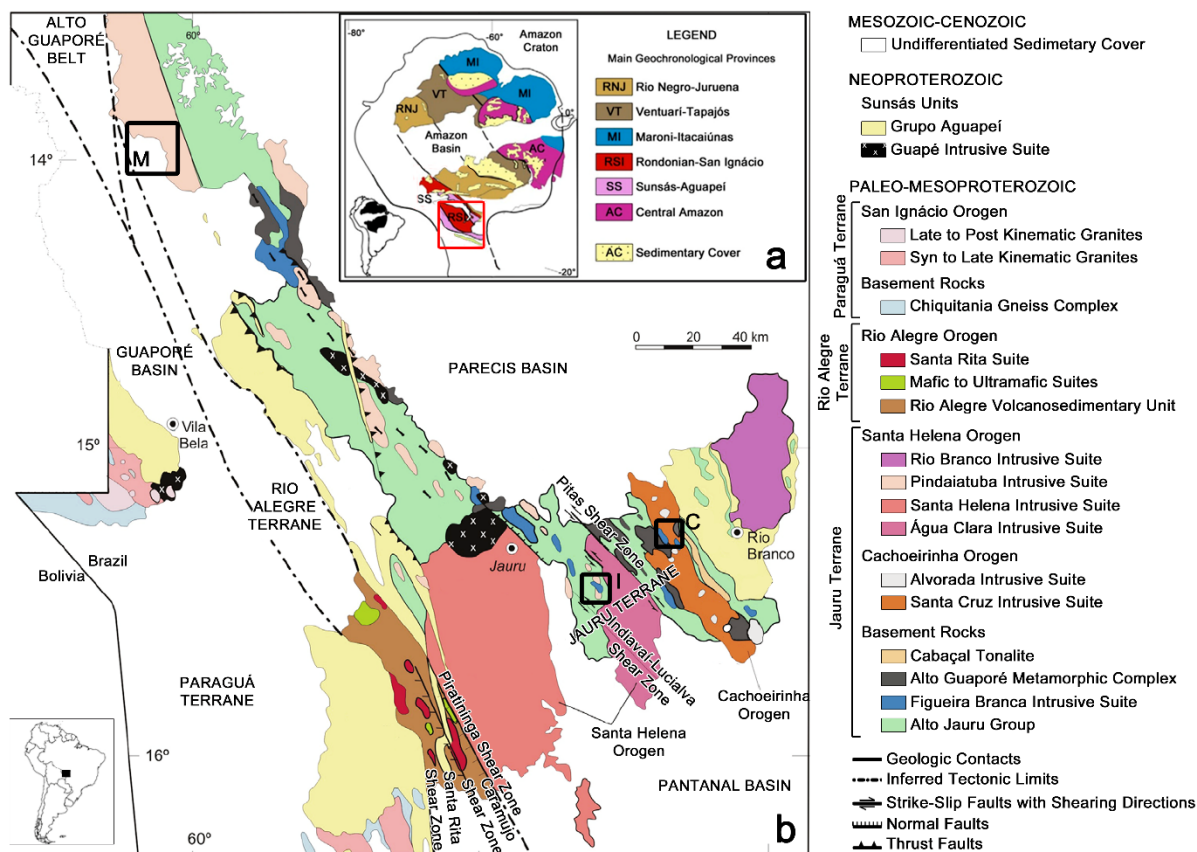 ALTO
GUAPORÉ
BELT
60º
14º
M
GUAPORÉ
BASIN
Vila
Bela
15º
RIO
ALEGRE
TERRANE
Brazil
Bolivia
PARAGUÁ
TERRANE
16º
60º
PARECIS BASIN
0 20 40 km
Jauru
Pitas Shear Zone
C
I
JAURU TERRANE
Indiavaí-Lucialva
Shear Zone
Rio
Branco
Cachoeirinha
Orogen
Santa Helena
Orogen
PANTANAL BASIN
Piratininga Shear Zone
Caramujo
Shear Zone
Santa Rita
Shear Zone
b
-80º
-60º
Amazon
Craton
MI
VT
MI
RNJ
0º
Amazon
Basin
AC
SS
RSI
-20º
LEGEND
Main Geochronological Provinces
RNJ Rio Negro-Juruena
VT Ventuarí-Tapajós
MI Maroni-Itacaiúnas
RSI Rondonian-San Ignácio
SS Sunsás-Aguapeí
AC Central Amazon
AC Sedimentary Cover
a
MESOZOIC-CENOZOIC
Undifferentiated Sedimetary Cover
NEOPROTEROZOIC
Sunsás Units
Grupo Aguapeí
Guapé Intrusive Suite
PALEO-MESOPROTEROZOIC
Paraguá Terrane
San Ignácio Orogen
Late to Post Kinematic Granites
Syn to Late Kinematic Granites
Basement Rocks
Chiquitania Gneiss Complex
Rio Alegre
Terrane
Rio Alegre Orogen
Santa Rita Suite
Mafic to Ultramafic Suites
Rio Alegre Volcanosedimentary Unit
Jauru Terrane
Santa Helena Orogen
Rio Branco Intrusive Suite
Pindaiatuba Intrusive Suite
Santa Helena Intrusive Suite
Água Clara Intrusive Suite
Cachoeirinha Orogen
Alvorada Intrusive Suite
Santa Cruz Intrusive Suite
Basement Rocks
Cabaçal Tonalite
Alto Guaporé Metamorphic Complex
Figueira Branca Intrusive Suite
Alto Jauru Group
Geologic Contacts
Inferred Tectonic Limits
Strike-Slip Faults with Shearing Directions
Normal Faults
Thrust Faults